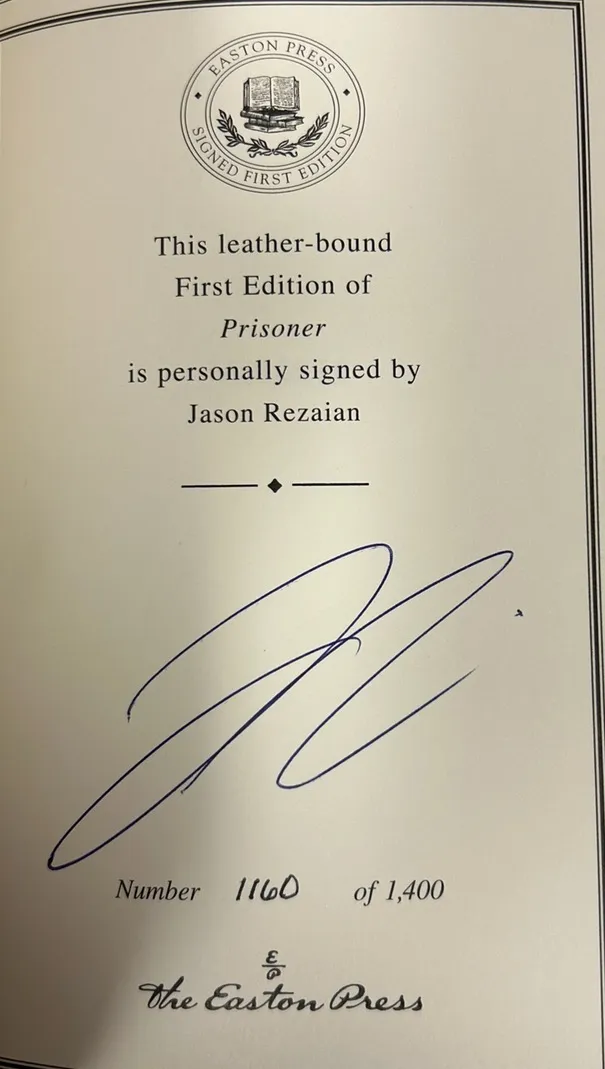 EASTON PRESS
SIGNED FIRST EDITION
This leather-bound
First Edition of
Prisoner
is personally signed by
Jason Rezaian
Number 1160 of 1,400
E
P
The Easton Press